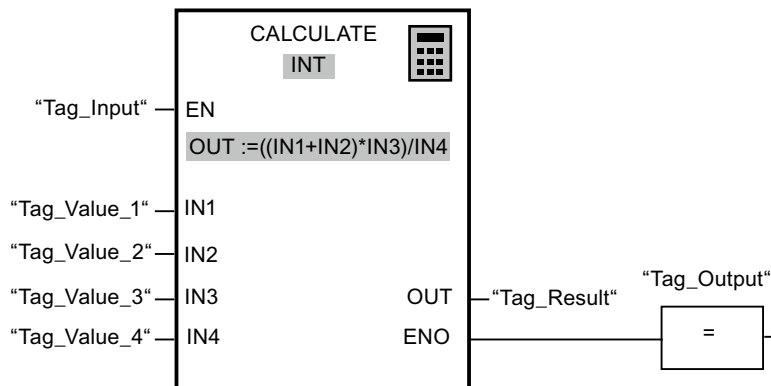 CALCULATE
INT
“Tag_Input“ EN
OUT :=((IN1+IN2)*IN3)/IN4
“Tag_Value_1“ IN1
“Tag_Value_2“ IN2
“Tag_Output“
“Tag_Value_3“ IN3 OUT “Tag_Result“
“Tag_Value_4“ IN4 ENO =